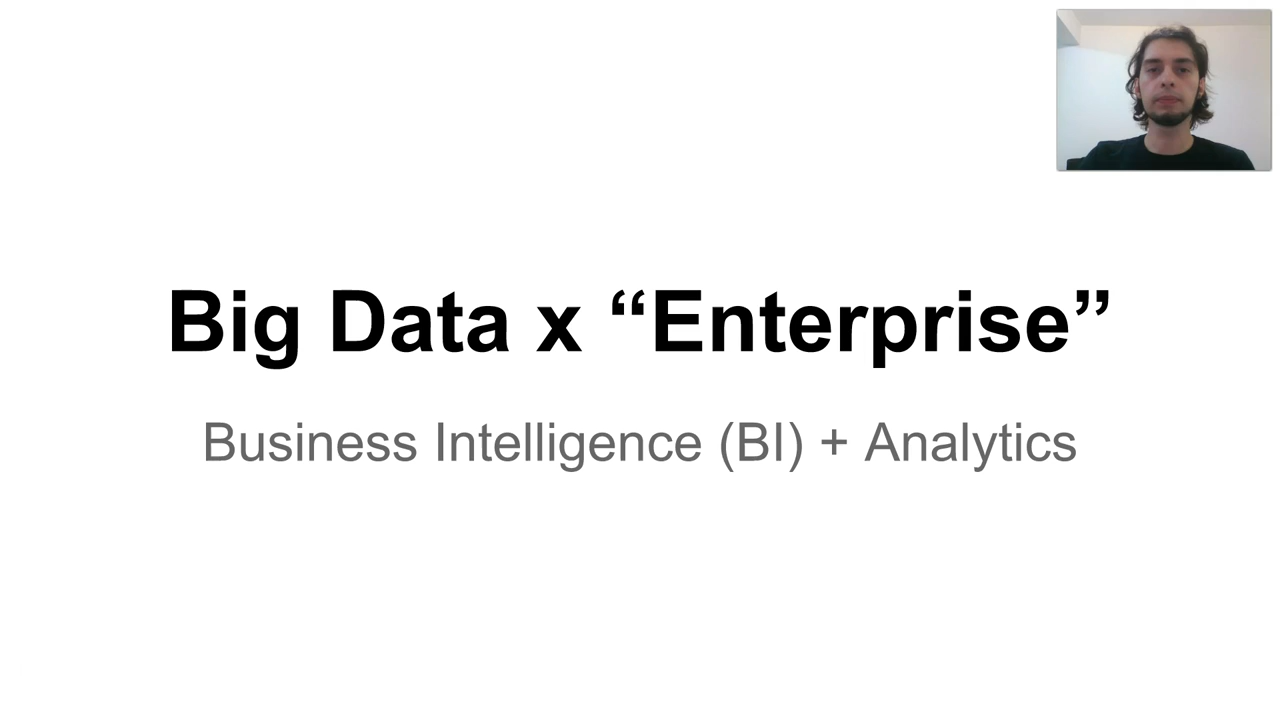 Big Data x “Enterprise”
Business Intelligence (BI) + Analytics